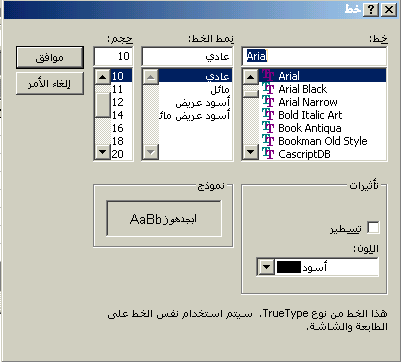 خط
خط:
نمط الخط:
حجم:
Arial
عادي
10
موافق
إلغاء الأمر
Arial
Arial Black
Arial Narrow
Bold Italic Art
Book Antiqua
Bookman Old Style
CascriptDB
عادي
مائل
أسود عريض
أسود عريض مائل
10
11
12
14
16
18
20
تأثيرات
تسطير
اللون:
أسود
نموذج
AaBb ابجدهوز
هذا الخط من نوع TrueType. سيتم استخدام نفس الخط على
الطابعة والشاشة.